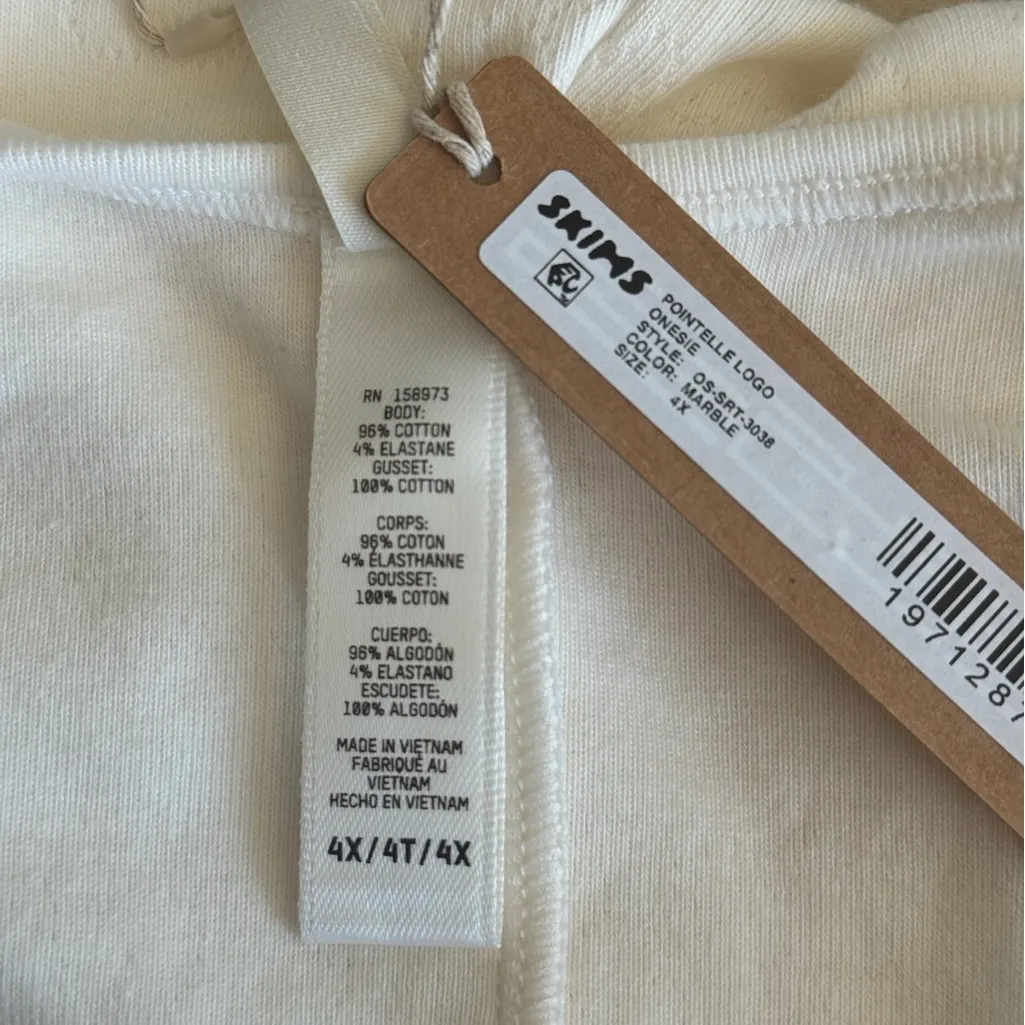 SKIMS
POINTELLE LOGO
ONESIE
STYLE: OS-SRT-3038
COLOR: MARBLE
SIZE: 4X
1971287
RN 158973
BODY:
96% COTTON
4% ELASTANE
GUSSET:
100% COTTON
CORPS:
96% COTON
4% ÉLASTHANNE
GOUSSET:
100% COTON
CUERPO:
96% ALGODÓN
4% ELASTANO
ESCUDETE:
100% ALGODÓN
MADE IN VIETNAM
FABRIQUÉ AU
VIETNAM
HECHO EN VIETNAM
4X/4T/4X